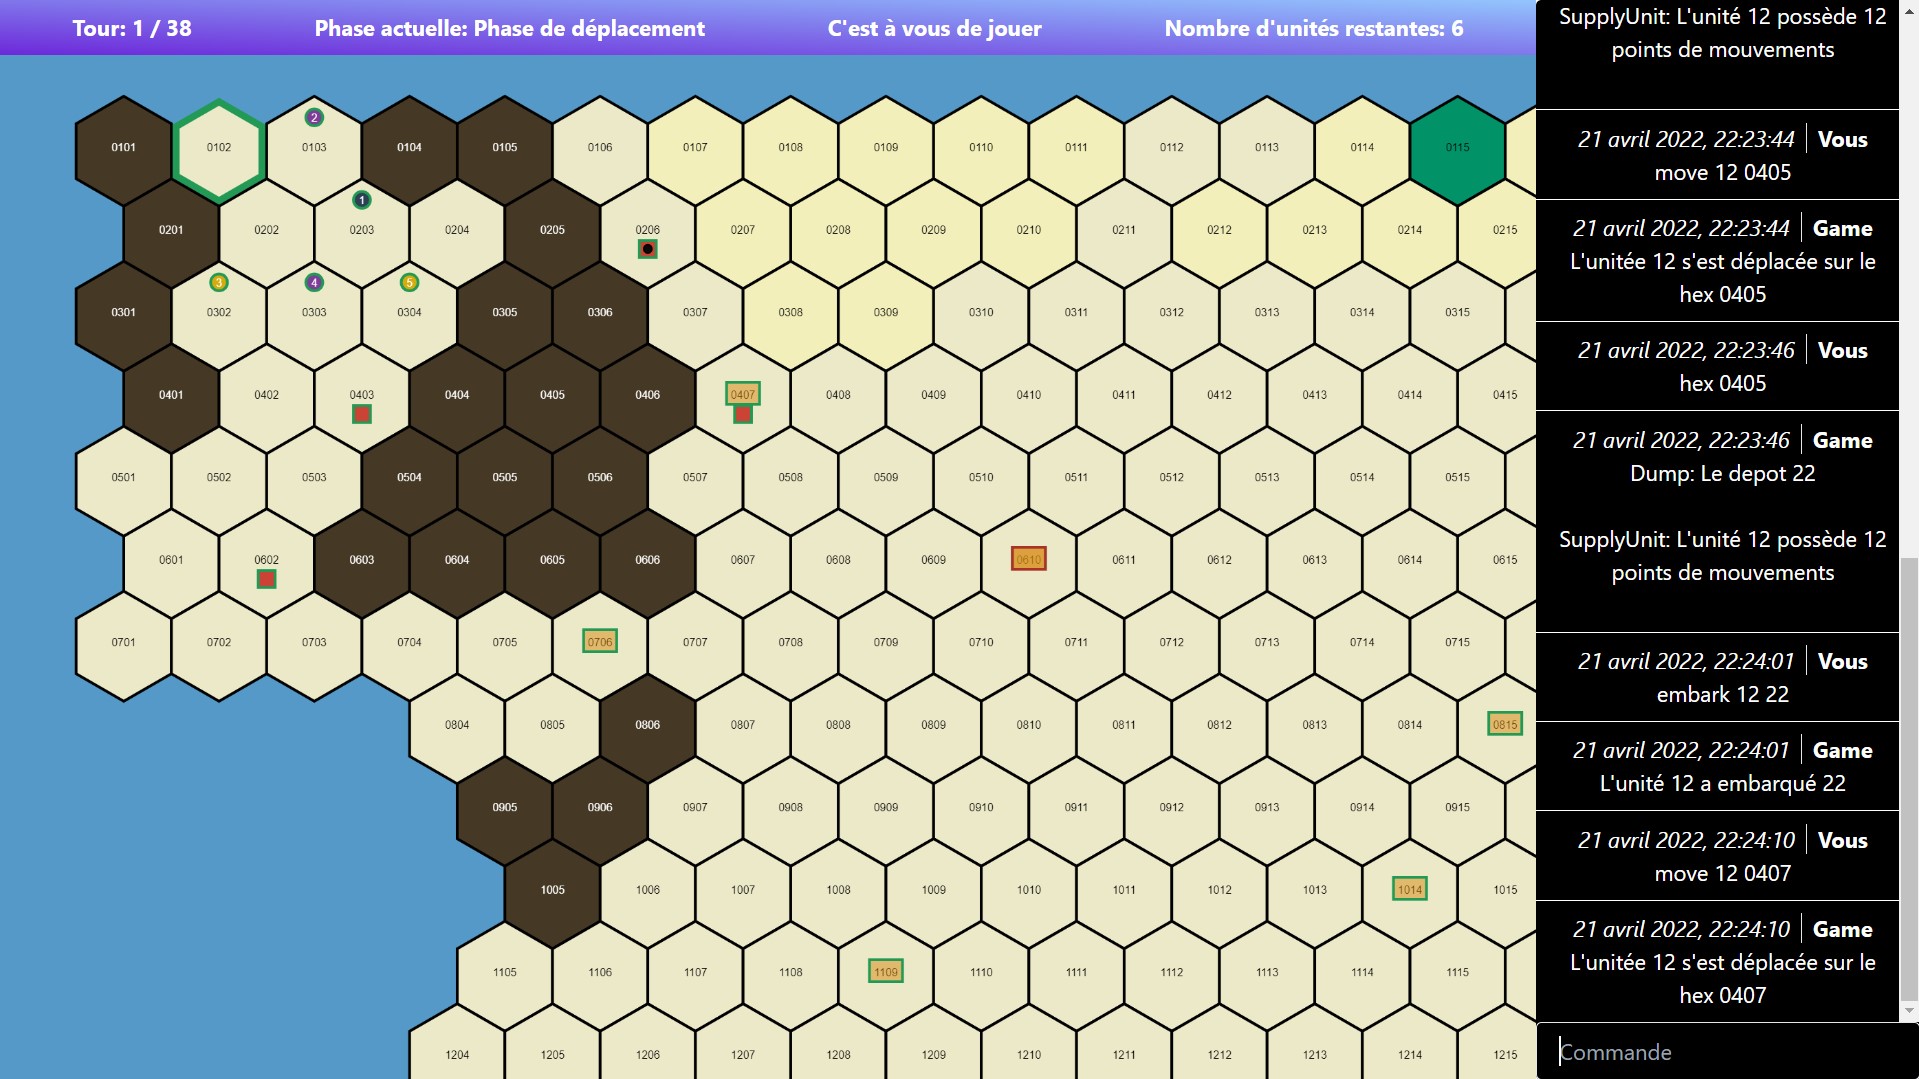 Tour: 1 / 38 Phase actuelle: Phase de déplacement C'est à vous de jouer Nombre d'unités restantes: 6
0101 0102 0103 0104 0105 0106 0107 0108 0109 0110 0111 0112 0113 0114 0115
2
1
0201 0202 0203 0204 0205 0206 0207 0208 0209 0210 0211 0212 0213 0214 0215
3 4 5
0301 0302 0303 0304 0305 0306 0307 0308 0309 0310 0311 0312 0313 0314 0315
0401 0402 0403 0404 0405 0406 0407 0408 0409 0410 0411 0412 0413 0414 0415
0501 0502 0503 0504 0505 0506 0507 0508 0509 0510 0511 0512 0513 0514 0515
0601 0602 0603 0604 0605 0606 0607 0608 0609 0610 0611 0612 0613 0614 0615
0701 0702 0703 0704 0705 0706 0707 0708 0709 0710 0711 0712 0713 0714 0715
0804 0805 0806 0807 0808 0809 0810 0811 0812 0813 0814 0815
0905 0906 0907 0908 0909 0910 0911 0912 0913 0914 0915
1005 1006 1007 1008 1009 1010 1011 1012 1013 1014 1015
1105 1106 1107 1108 1109 1110 1111 1112 1113 1114 1115
1204 1205 1206 1207 1208 1209 1210 1211 1212 1213 1214 1215
SupplyUnit: L'unité 12 possède 12
points de mouvements
21 avril 2022, 22:23:44 Vous
move 12 0405
21 avril 2022, 22:23:44 Game
L'unitée 12 s'est déplacée sur le
hex 0405
21 avril 2022, 22:23:46 Vous
hex 0405
21 avril 2022, 22:23:46 Game
Dump: Le depot 22
SupplyUnit: L'unité 12 possède 12
points de mouvements
21 avril 2022, 22:24:01 Vous
embark 12 22
21 avril 2022, 22:24:01 Game
L'unité 12 a embarqué 22
21 avril 2022, 22:24:10 Vous
move 12 0407
21 avril 2022, 22:24:10 Game
L'unitée 12 s'est déplacée sur le
hex 0407
Commande